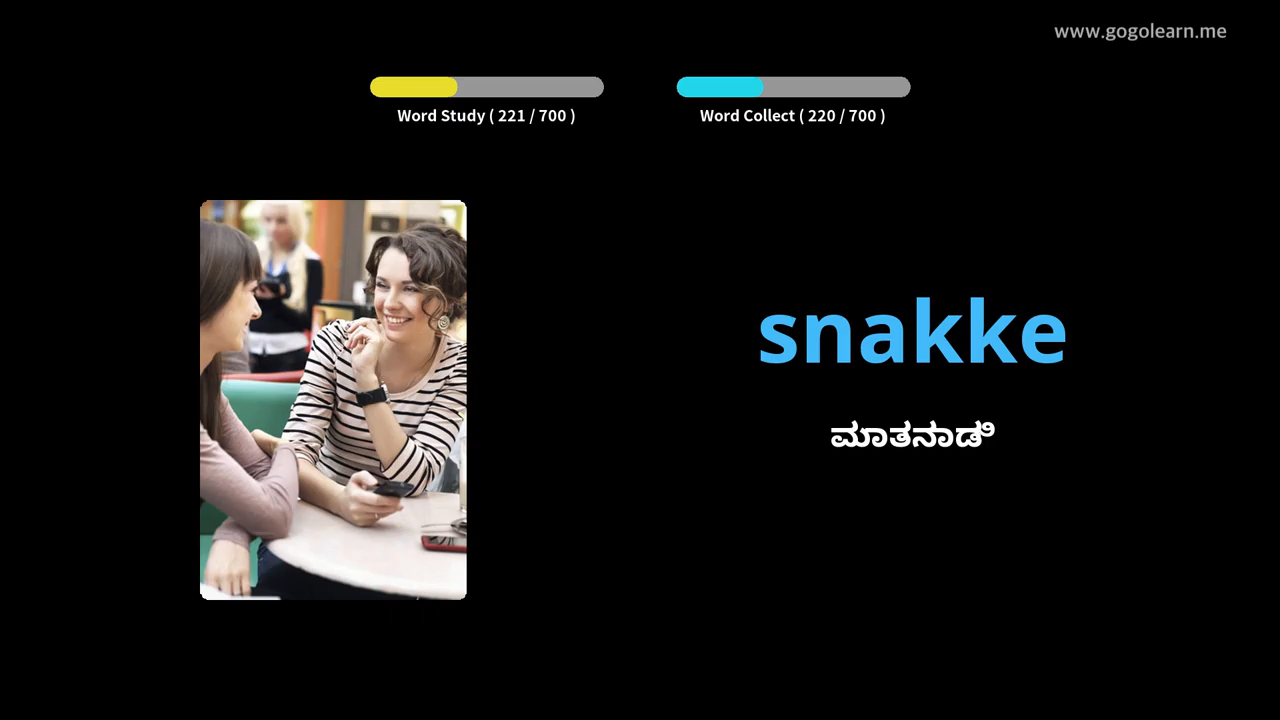 www.gogolearn.me
Word Study ( 221 / 700 )
Word Collect ( 220 / 700 )
snakke
ಮಾತನಾಡಿ